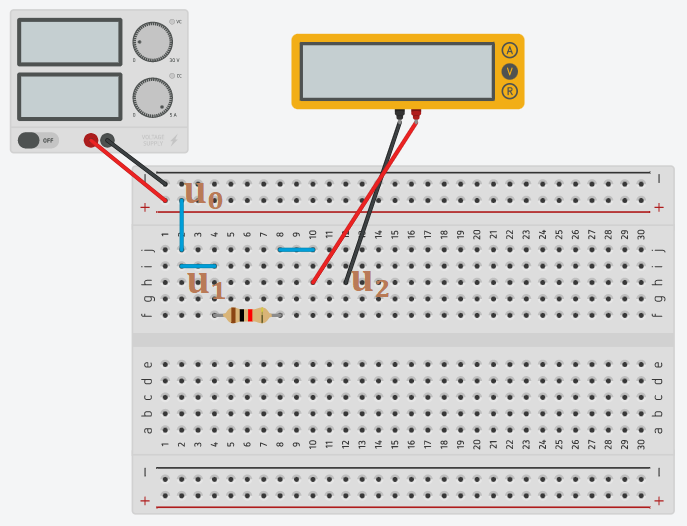 VC
0 30 V
CC
0 5 A
OFF
VOLTAGE
SUPPLY
A
V
R
— —
u0
+ +
1 2 3 4 5 6 7 8 9 10 11 12 13 14 15 16 17 18 19 20 21 22 23 24 25 26 27 28 29 30
j j
i i
u1
u2
h h
g g
f f
e e
d d
c c
b b
a a
1 2 3 4 5 6 7 8 9 10 11 12 13 14 15 16 17 18 19 20 21 22 23 24 25 26 27 28 29 30
— —
+ +